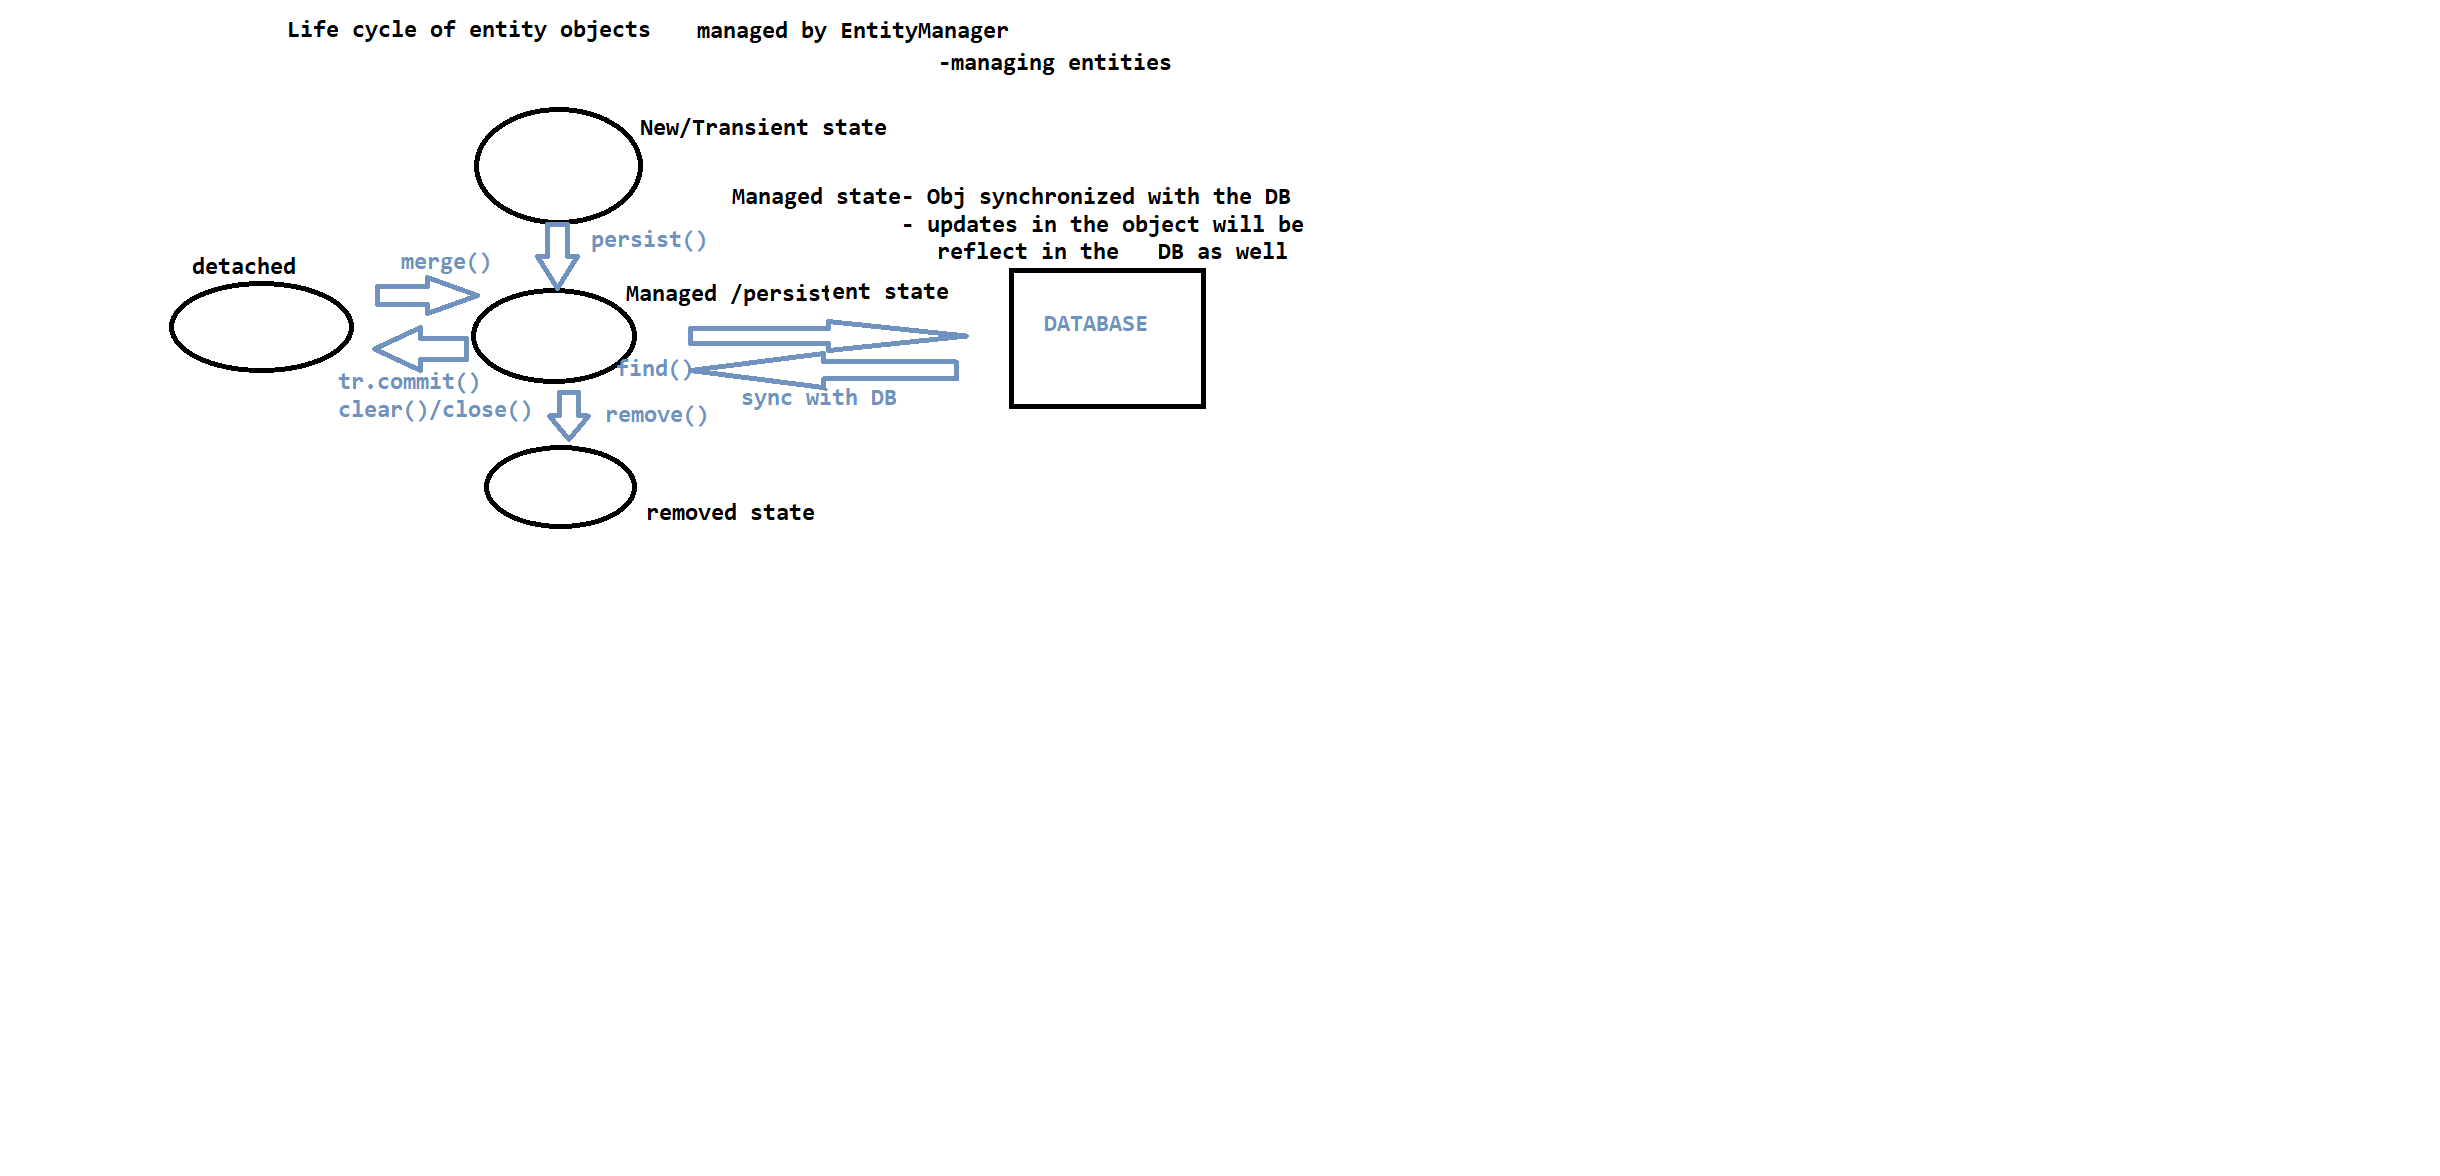 Life cycle of entity objects managed by EntityManager
-managing entities
New/Transient state
Managed state- Obj synchronized with the DB
- updates in the object will be
reflect in the DB as well
persist()
detached
merge()
Managed /persistent state
DATABASE
find()
tr.commit()
clear()/close()
sync with DB
remove()
removed state